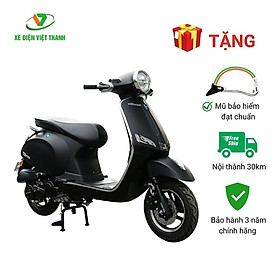 XE ĐIỆN VIỆT THANH
TẶNG
Mũ bảo hiểm
đạt chuẩn
FREE
Ship
Nội thành 30km
Bảo hành 3 năm
chính hãng